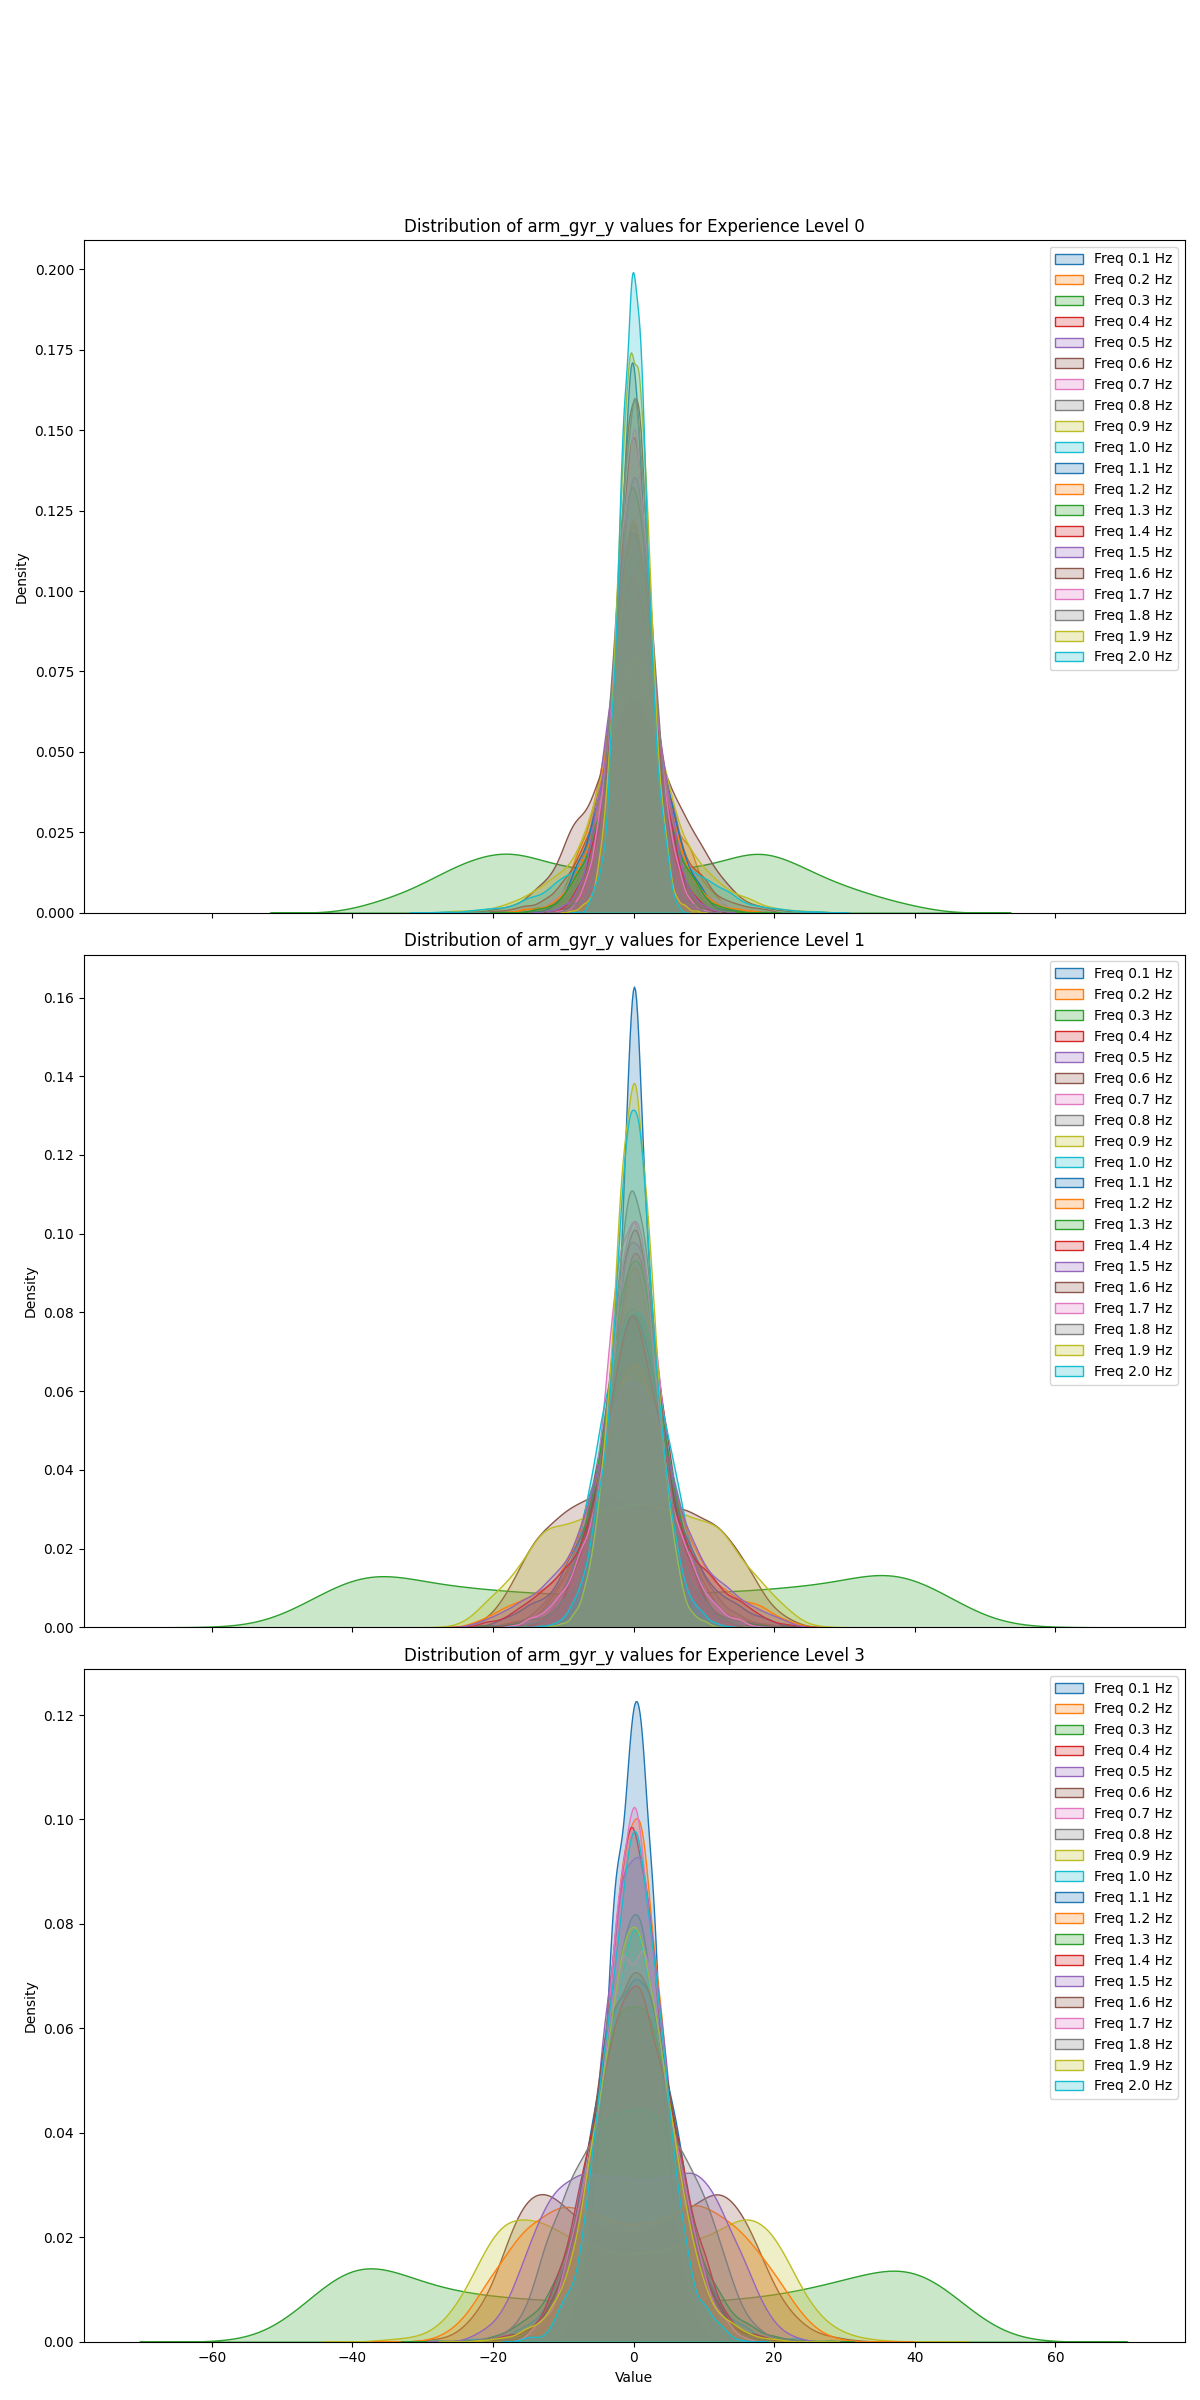 Distribution of arm_gyr_y values for Experience Level 0
0.200
0.175
0.150
0.125
0.100
0.075
0.050
0.025
0.000
Density
Freq 0.1 Hz
Freq 0.2 Hz
Freq 0.3 Hz
Freq 0.4 Hz
Freq 0.5 Hz
Freq 0.6 Hz
Freq 0.7 Hz
Freq 0.8 Hz
Freq 0.9 Hz
Freq 1.0 Hz
Freq 1.1 Hz
Freq 1.2 Hz
Freq 1.3 Hz
Freq 1.4 Hz
Freq 1.5 Hz
Freq 1.6 Hz
Freq 1.7 Hz
Freq 1.8 Hz
Freq 1.9 Hz
Freq 2.0 Hz
Distribution of arm_gyr_y values for Experience Level 1
0.16
0.14
0.12
0.10
0.08
0.06
0.04
0.02
0.00
Density
Freq 0.1 Hz
Freq 0.2 Hz
Freq 0.3 Hz
Freq 0.4 Hz
Freq 0.5 Hz
Freq 0.6 Hz
Freq 0.7 Hz
Freq 0.8 Hz
Freq 0.9 Hz
Freq 1.0 Hz
Freq 1.1 Hz
Freq 1.2 Hz
Freq 1.3 Hz
Freq 1.4 Hz
Freq 1.5 Hz
Freq 1.6 Hz
Freq 1.7 Hz
Freq 1.8 Hz
Freq 1.9 Hz
Freq 2.0 Hz
Distribution of arm_gyr_y values for Experience Level 3
0.12
0.10
0.08
0.06
0.04
0.02
0.00
Density
Freq 0.1 Hz
Freq 0.2 Hz
Freq 0.3 Hz
Freq 0.4 Hz
Freq 0.5 Hz
Freq 0.6 Hz
Freq 0.7 Hz
Freq 0.8 Hz
Freq 0.9 Hz
Freq 1.0 Hz
Freq 1.1 Hz
Freq 1.2 Hz
Freq 1.3 Hz
Freq 1.4 Hz
Freq 1.5 Hz
Freq 1.6 Hz
Freq 1.7 Hz
Freq 1.8 Hz
Freq 1.9 Hz
Freq 2.0 Hz
−60 −40 −20 0 20 40 60
Value